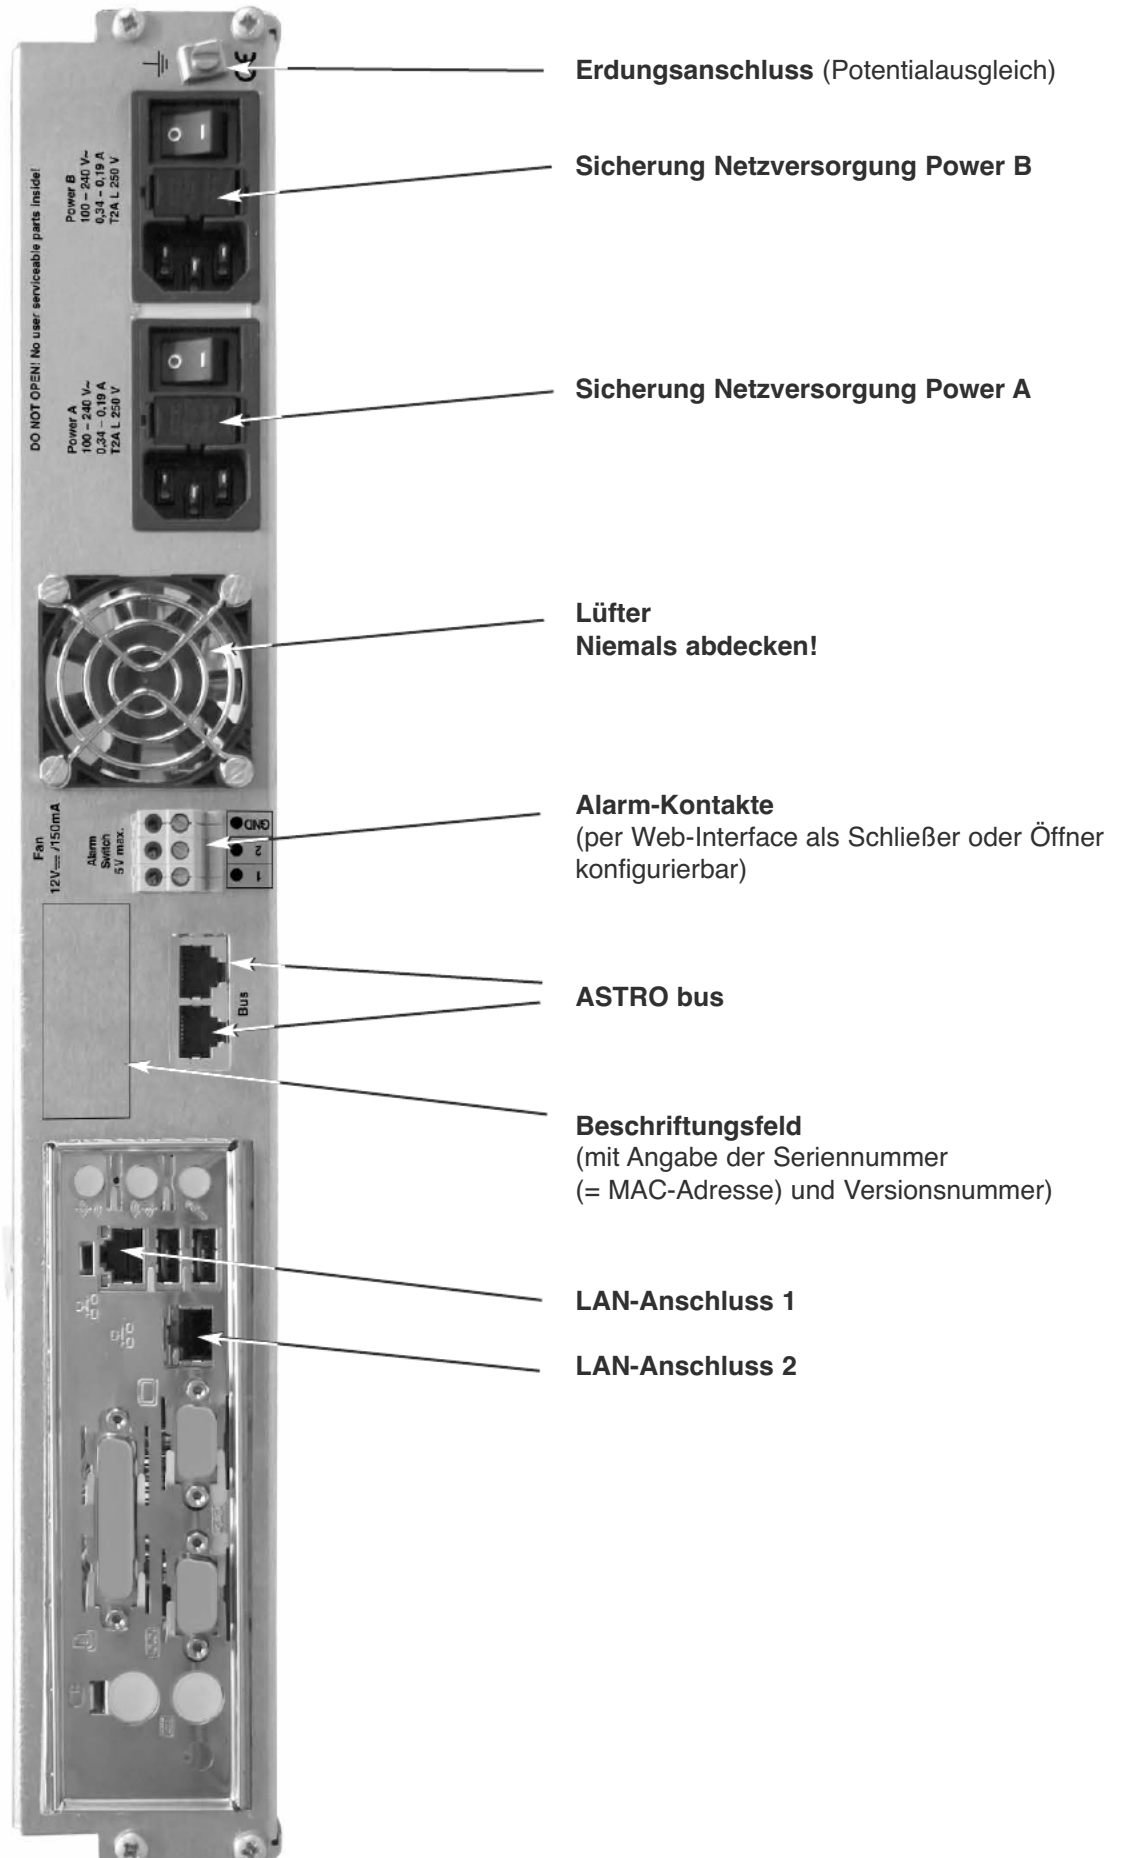 Erdungsanschluss (Potentialausgleich)
Sicherung Netzversorgung Power B
Sicherung Netzversorgung Power A
Lüfter
Niemals abdecken!
Alarm-Kontakte
(per Web-Interface als Schließer oder Öffner
konfigurierbar)
ASTRO bus
Beschriftungsfeld
(mit Angabe der Seriennummer
(= MAC-Adresse) und Versionsnummer)
LAN-Anschluss 1
LAN-Anschluss 2
CE
DO NOT OPEN! No user serviceable parts inside!
Power B
100 – 240 V~
0,34 – 0,19 A
T2A L 250 V
Power A
100 – 240 V~
0,34 – 0,19 A
T2A L 250 V
Fan
12V⎓/150mA
Alarm
Switch
5V max.
GND
2
1
Bus